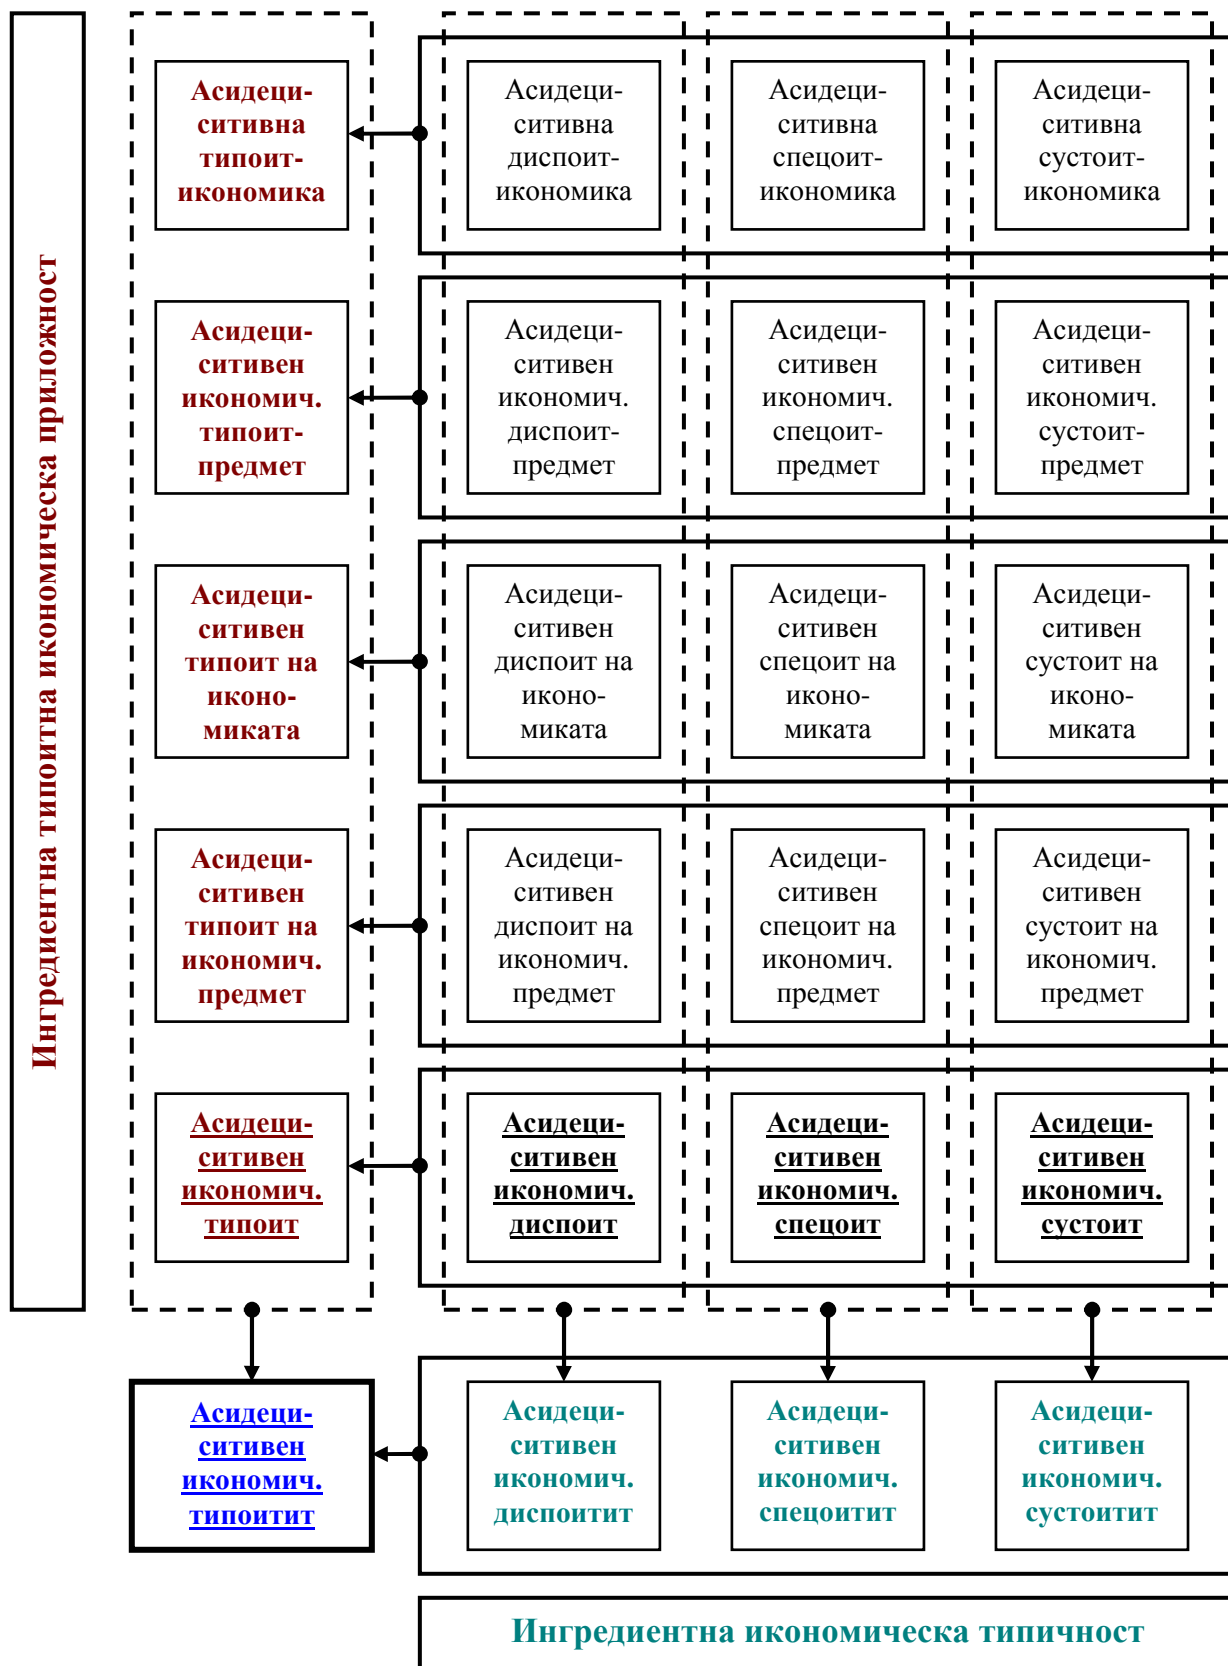 Ингредиентна типоитна икономическа приложност
Асидеци-
ситивна
типоит-
икономика
Асидеци-
ситивна
диспоит-
икономика
Асидеци-
ситивна
спецоит-
икономика
Асидеци-
ситивна
сустоит-
икономика
Асидеци-
ситивен
икономич.
типоит-
предмет
Асидеци-
ситивен
икономич.
диспоит-
предмет
Асидеци-
ситивен
икономич.
спецоит-
предмет
Асидеци-
ситивен
икономич.
сустоит-
предмет
Асидеци-
ситивен
типоит на
иконо-
миката
Асидеци-
ситивен
диспоит на
иконо-
миката
Асидеци-
ситивен
спецоит на
иконо-
миката
Асидеци-
ситивен
сустоит на
иконо-
миката
Асидеци-
ситивен
типоит на
икономич.
предмет
Асидеци-
ситивен
диспоит на
икономич.
предмет
Асидеци-
ситивен
спецоит на
икономич.
предмет
Асидеци-
ситивен
сустоит на
икономич.
предмет
Асидеци-
ситивен
икономич.
типоит
Асидеци-
ситивен
икономич.
диспоит
Асидеци-
ситивен
икономич.
спецоит
Асидеци-
ситивен
икономич.
сустоит
Асидеци-
ситивен
икономич.
типоитит
Асидеци-
ситивен
икономич.
диспоитит
Асидеци-
ситивен
икономич.
спецоитит
Асидеци-
ситивен
икономич.
сустоитит
Ингредиентна икономическа типичност